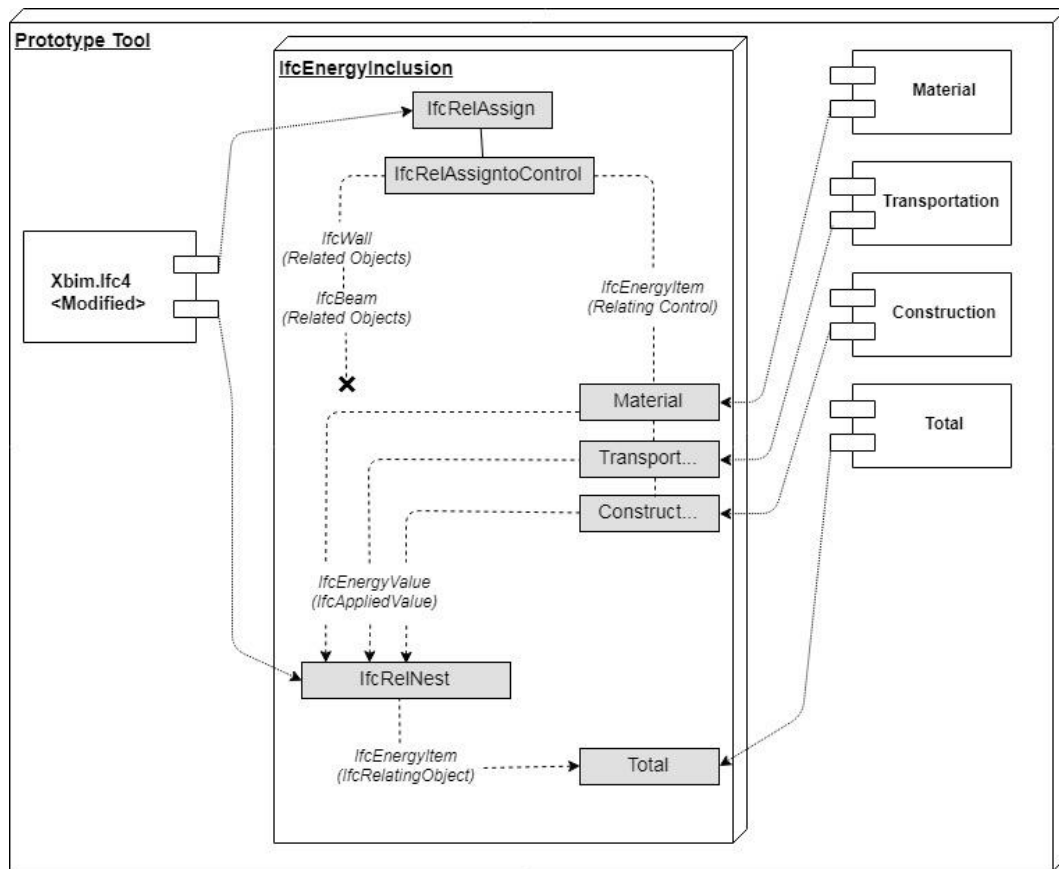 Prototype Tool
IfcEnergyInclusion
IfcRelAssign
IfcRelAssigntoControl
IfcWall
(Related Objects)
IfcBeam
(Related Objects)
IfcEnergyItem
(Relating Control)
Xbim.Ifc4
<Modified>
Material
Transport...
Construct...
IfcEnergyValue
(IfcAppliedValue)
IfcRelNest
IfcEnergyItem
(IfcRelatingObject)
Total
Material
Transportation
Construction
Total